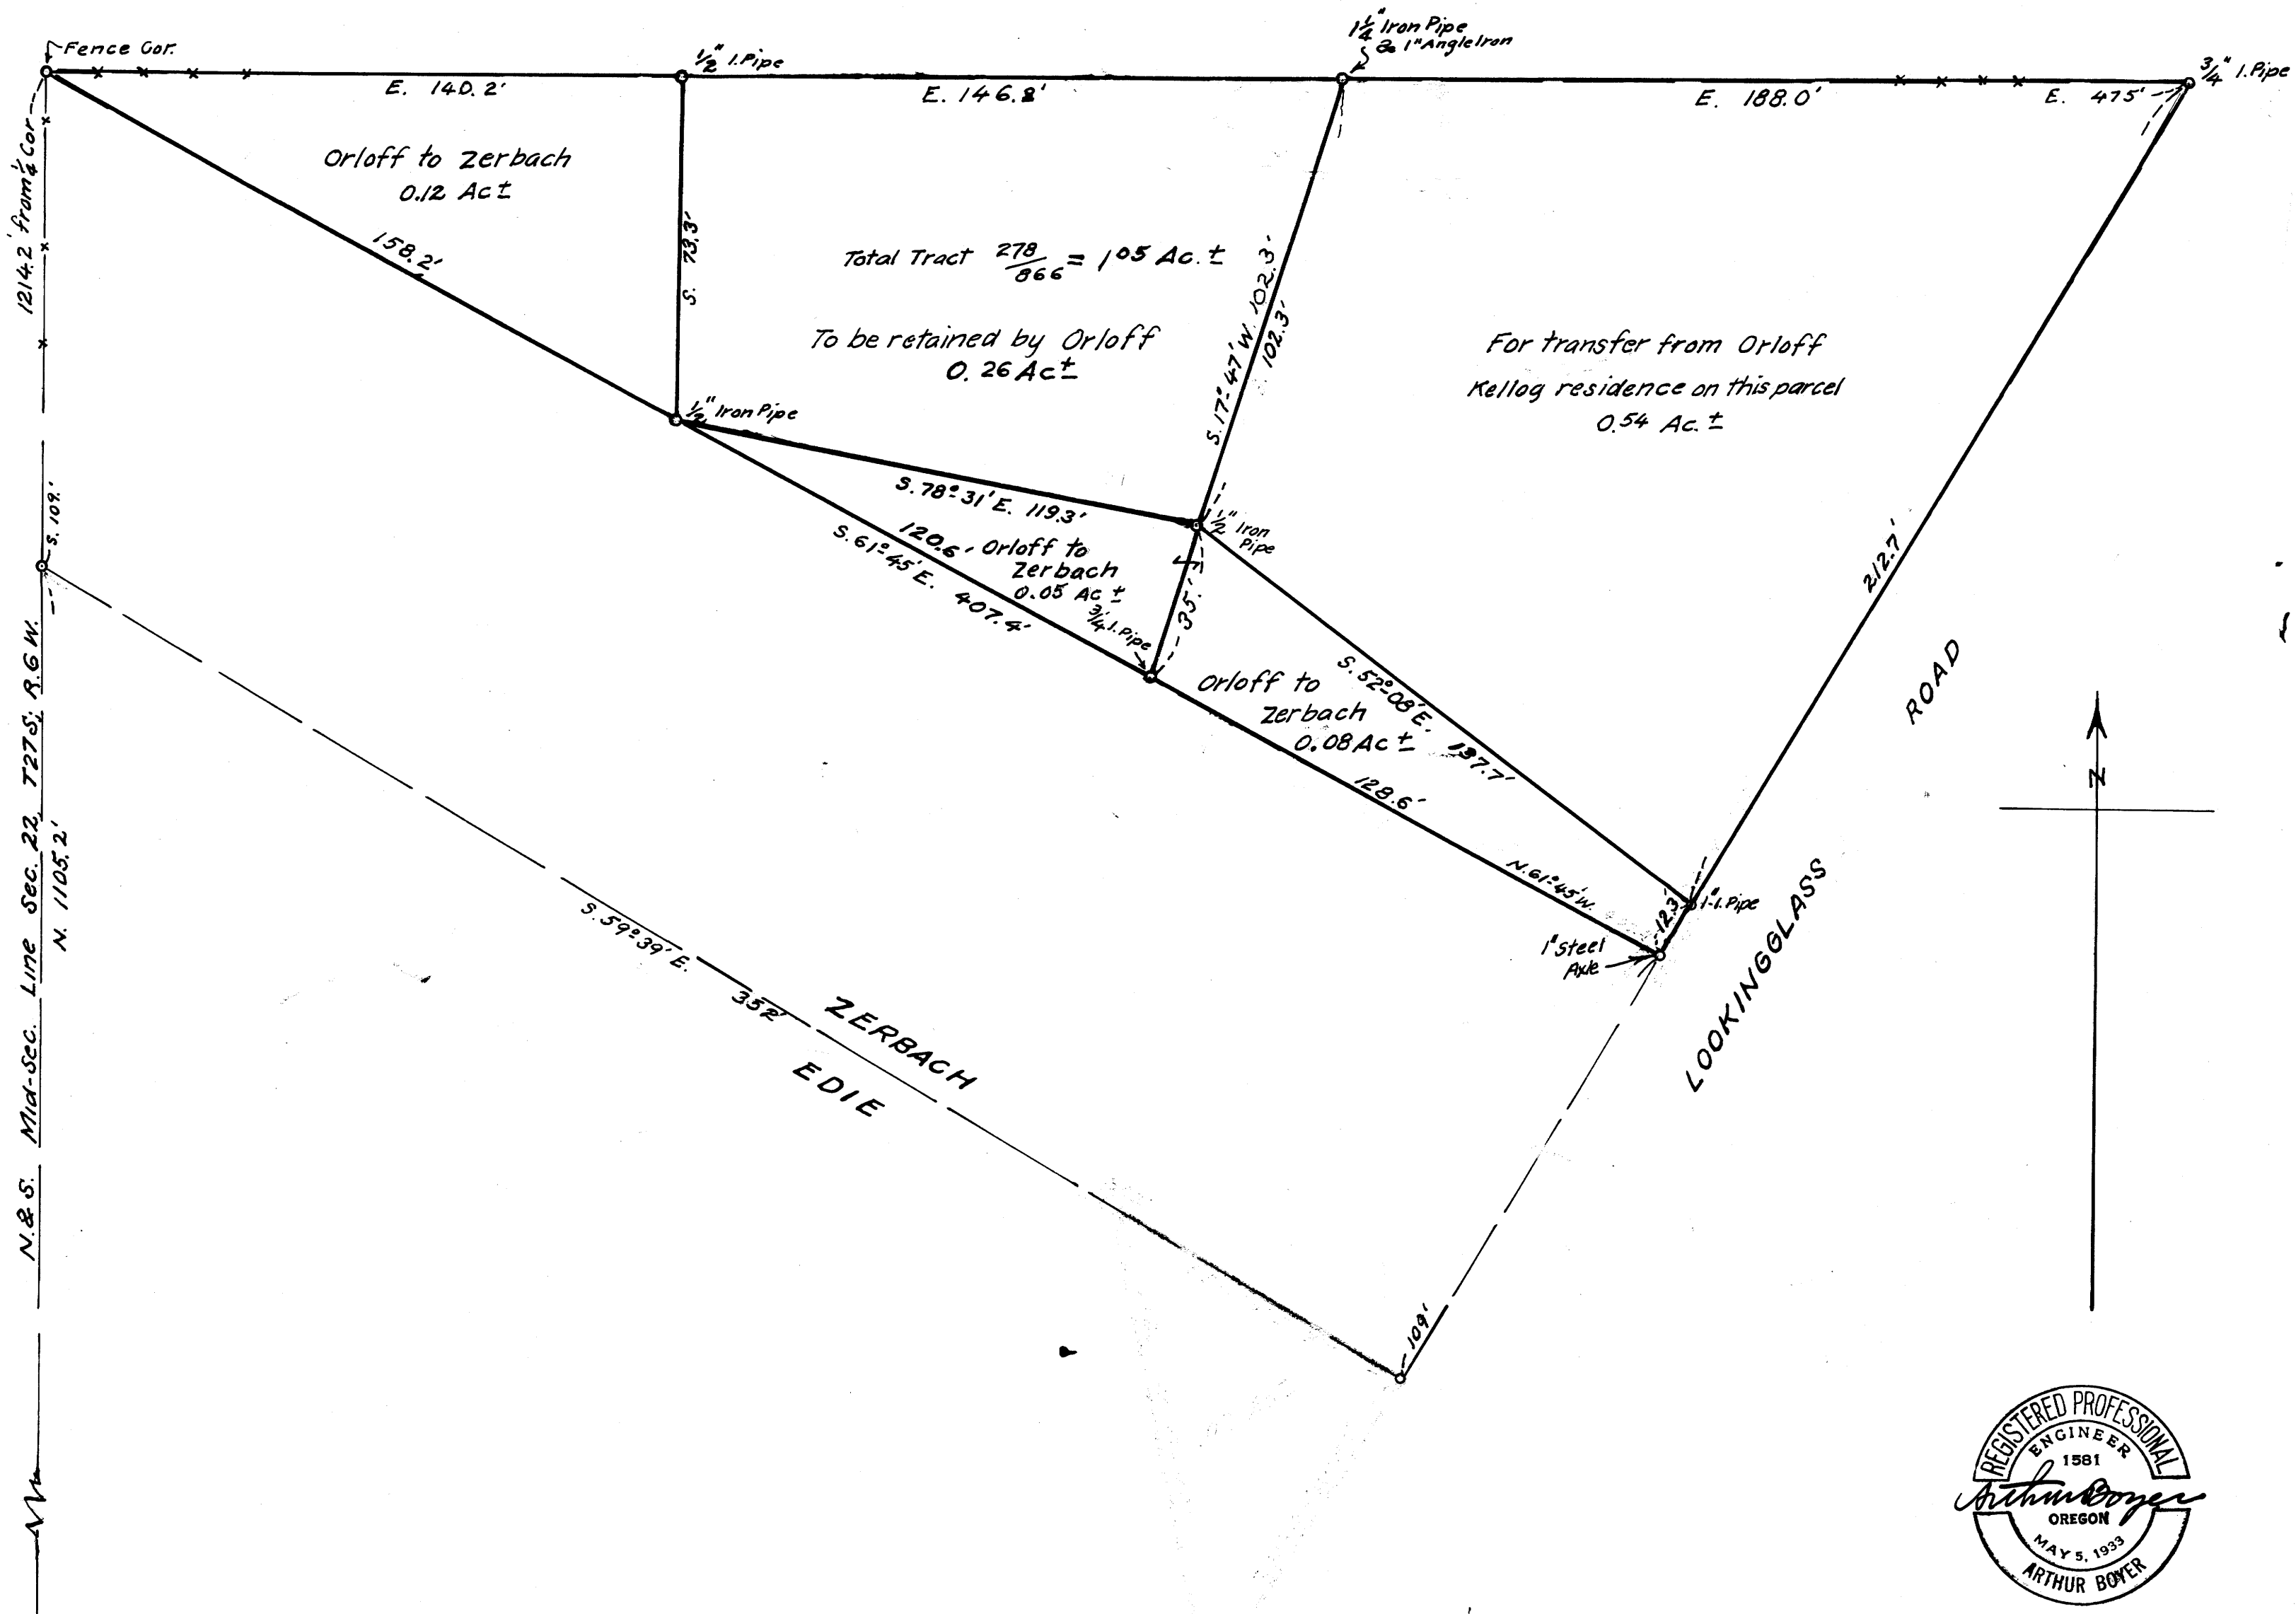 Fence Cor.
1/2" I. Pipe
1 1/4" Iron Pipe
& 1" Angle Iron
3/4" I. Pipe
E. 140.2'
E. 146.8'
E. 188.0'
E. 475'
1214.2' from 1/4 Cor
Orloff to Zerbach
0.12 Ac ±
158.2'
S. 73.3'
Total Tract 278/866 = 1.05 Ac. ±
To be retained by Orloff
0.26 Ac ±
S. 17°-47' W. 102.3'
102.3'
For transfer from Orloff
Kellog residence on this parcel
0.54 Ac. ±
1/2" Iron Pipe
S. 78°-31' E. 119.3'
1/2" Iron
Pipe
120.6'
S. 61°-45' E. 407.4'
Orloff to
Zerbach
0.05 Ac ±
3/4" I. Pipe
35.'
S. 109.'
212.7'
Orloff to
Zerbach
0.08 Ac ±
S. 52°-08' E. 137.7'
128.6'
N. 61°-45' W.
12.3
1" I. Pipe
1" Steel
Axle
LOOKINGGLASS ROAD
N
N. & S. Mid-Sec. Line Sec. 22, T27S; R.6 W.
N. 1105.2'
S. 59°-39' E. 352'
ZERBACH
EDIE
109'
REGISTERED PROFESSIONAL
ENGINEER
1581
Arthur Boyer
OREGON
MAY 5, 1933
ARTHUR BOYER